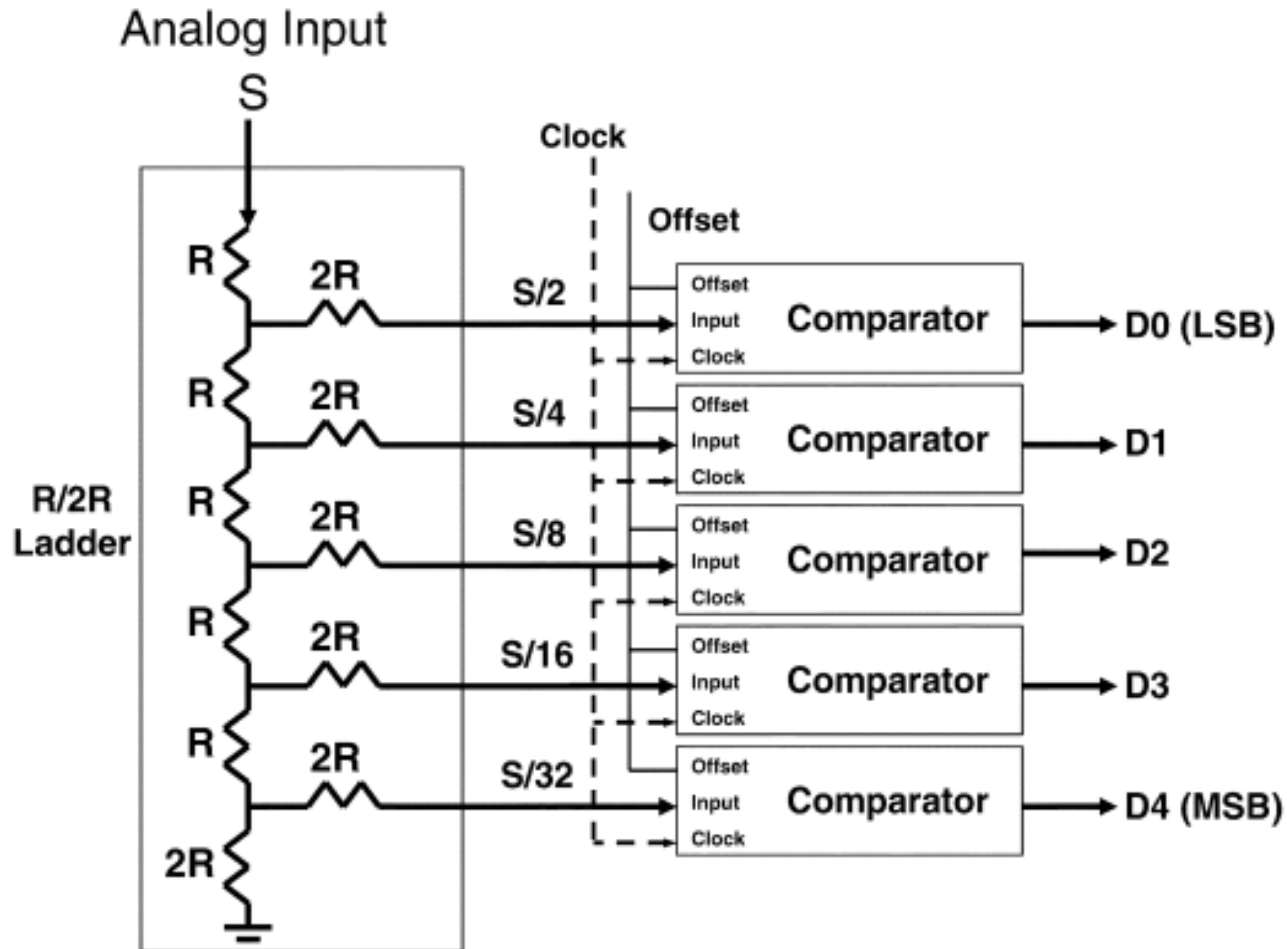 Analog Input
S
Clock
Offset
R
2R
S/2
Offset
Input
Clock
Comparator
D0 (LSB)
R
2R
S/4
Offset
Input
Clock
Comparator
D1
R/2R
Ladder
R
2R
S/8
Offset
Input
Clock
Comparator
D2
R
2R
S/16
Offset
Input
Clock
Comparator
D3
R
2R
S/32
Offset
Input
Clock
Comparator
D4 (MSB)
2R